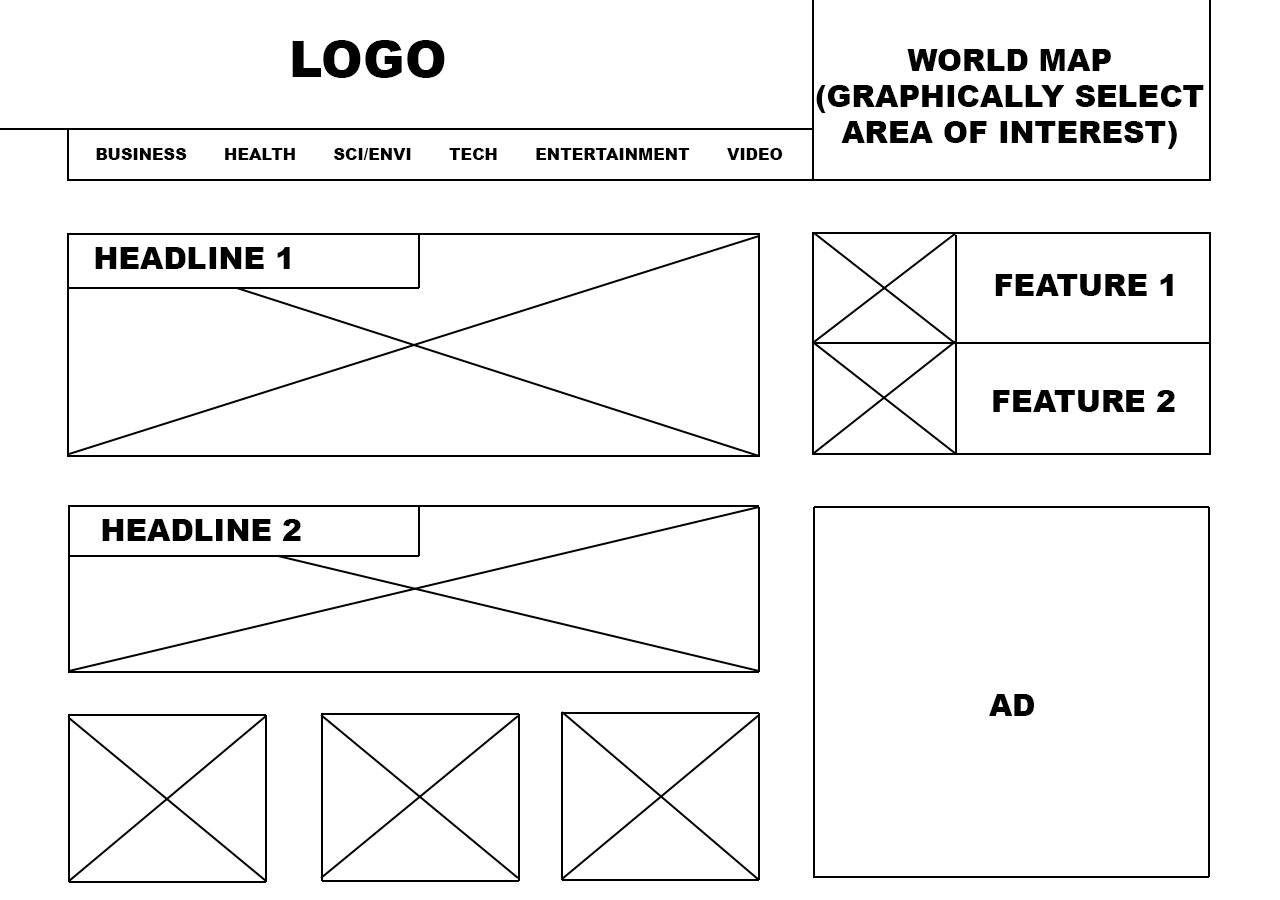 LOGO
WORLD MAP
(GRAPHICALLY SELECT
AREA OF INTEREST)
BUSINESS HEALTH SCI/ENVI TECH ENTERTAINMENT VIDEO
HEADLINE 1
FEATURE 1
FEATURE 2
HEADLINE 2
AD